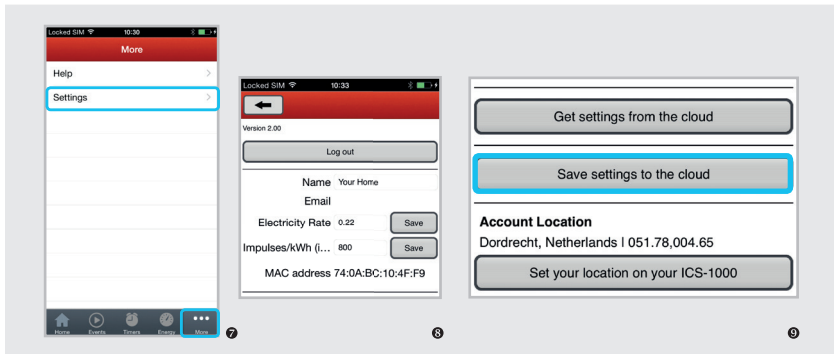 Locked SIM 10:30
More
Help
Settings
Home Events Timers Energy More
❼
Locked SIM 10:33
Version 2.00
Log out
Name Your Home
Email
Electricity Rate 0.22 Save
Impulses/kWh (i... 800 Save
MAC address 74:0A:BC:10:4F:F9
❽
Get settings from the cloud
Save settings to the cloud
Account Location
Dordrecht, Netherlands I 051.78,004.65
Set your location on your ICS-1000
❾